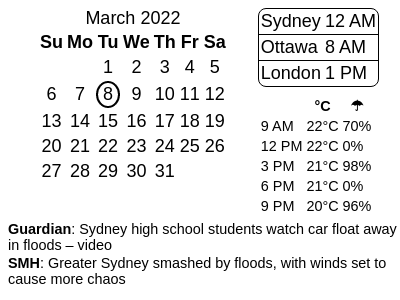 March 2022
Su Mo Tu We Th Fr Sa
1 2 3 4 5
6 7 8 9 10 11 12
13 14 15 16 17 18 19
20 21 22 23 24 25 26
27 28 29 30 31
Sydney 12 AM
Ottawa 8 AM
London 1 PM
°C ☂
9 AM 22°C 70%
12 PM 22°C 0%
3 PM 21°C 98%
6 PM 21°C 0%
9 PM 20°C 96%
Guardian: Sydney high school students watch car float away
in floods – video
SMH: Greater Sydney smashed by floods, with winds set to
cause more chaos